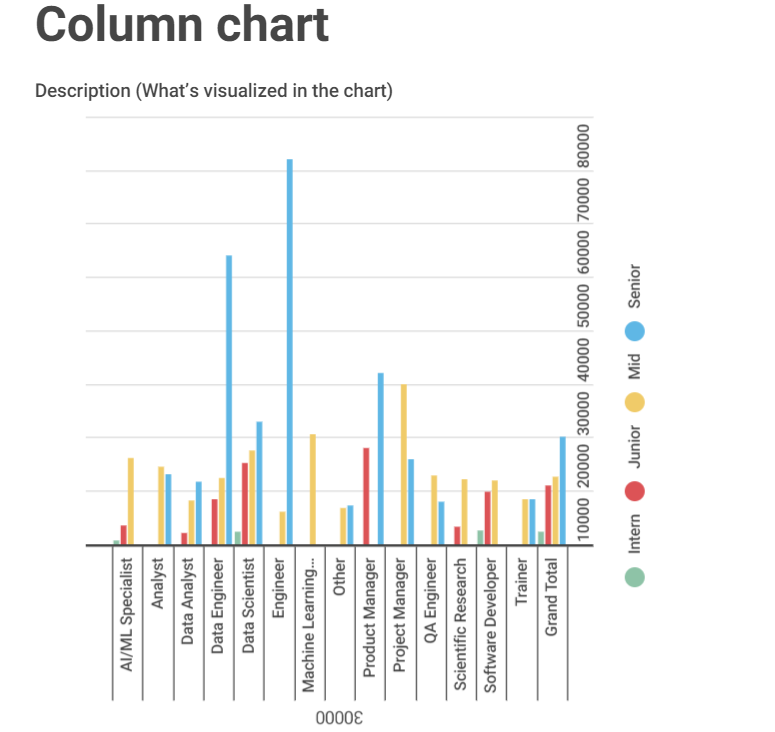 Column chart
Description (What's visualized in the chart)
80000
70000
60000
50000
40000
30000
20000
10000
Senior
Mid
Junior
Intern
AI/ML Specialist
Analyst
Data Analyst
Data Engineer
Data Scientist
Engineer
Machine Learning...
Other
Product Manager
Project Manager
QA Engineer
Scientific Research
Software Developer
Trainer
Grand Total
30000